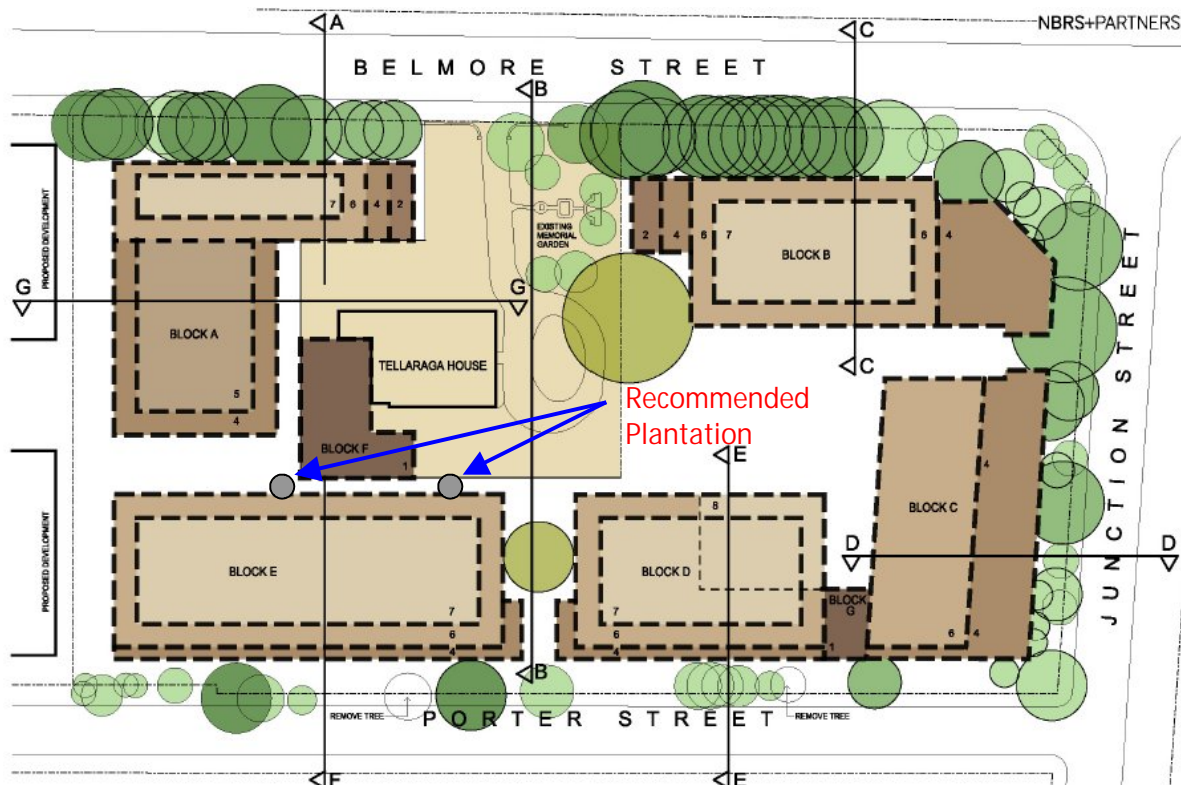 A
C
NBRS+PARTNERS
BELMORE STREET
B
PROPOSED DEVELOPMENT
7 6 4 2
EXISTING
MEMORIAL
GARDEN
2 4 6 7 6 4
BLOCK B
G
G
BLOCK A
TELLARAGA HOUSE
5
4
C
JUNCTION STREET
Recommended
Plantation
BLOCK F
1
E
4
PROPOSED DEVELOPMENT
8
BLOCK C
BLOCK E
BLOCK D
D
D
BLOCK
G
7
6
4
7
6
4
1
6
4
B
REMOVE TREE
PORTER STREET
REMOVE TREE
F
E